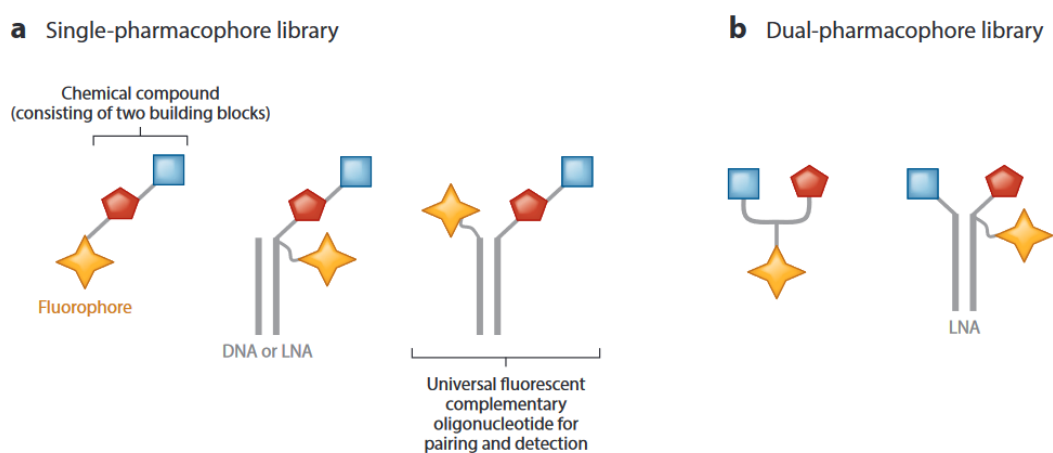 a Single-pharmacophore library
Chemical compound
(consisting of two building blocks)
Fluorophore
DNA or LNA
Universal fluorescent
complementary
oligonucleotide for
pairing and detection
b Dual-pharmacophore library
LNA